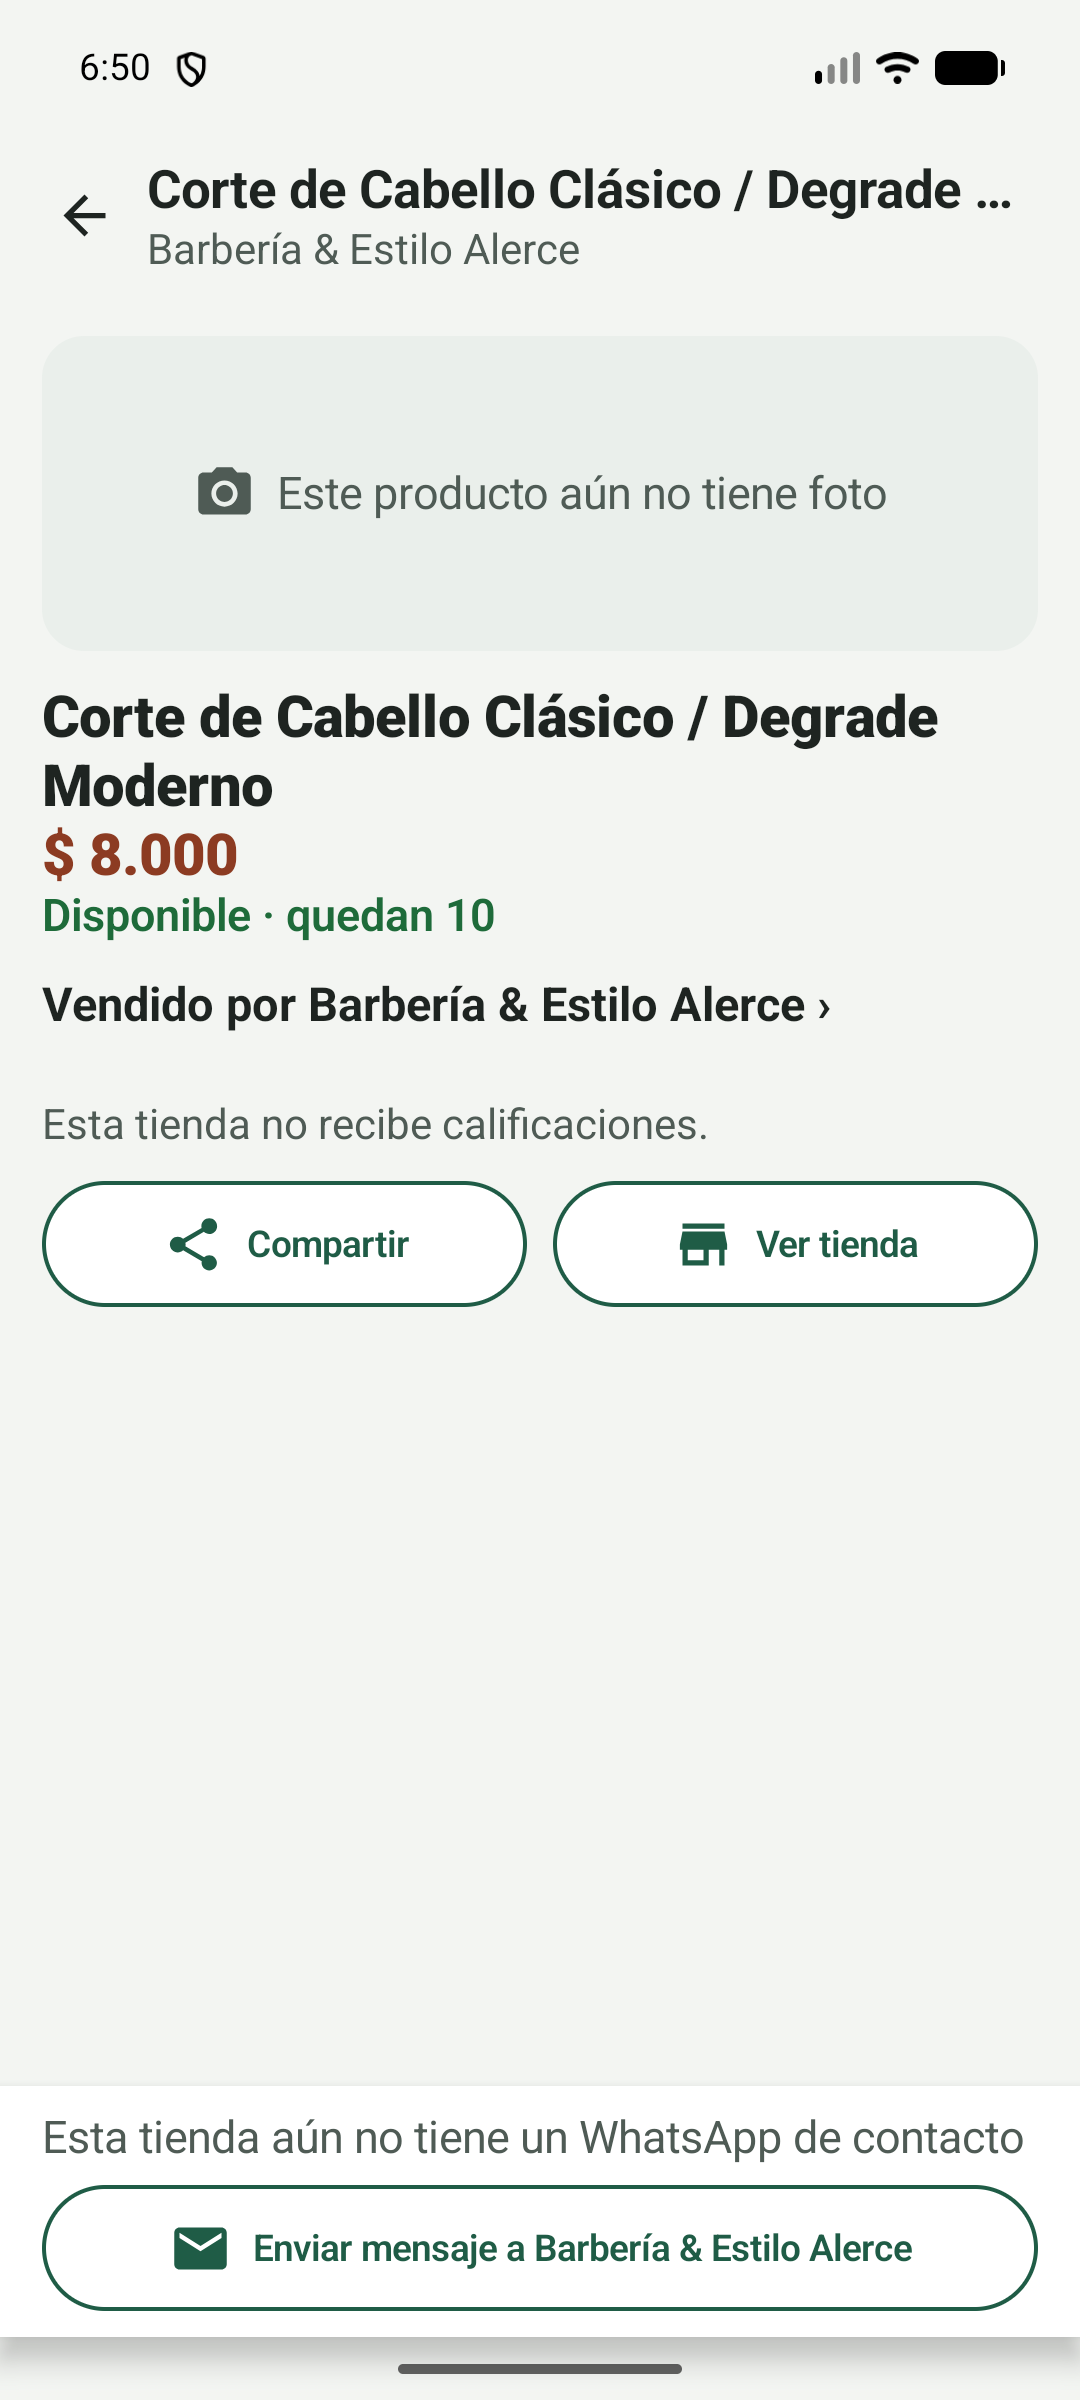 6:50
Corte de Cabello Clásico / Degrade ...
Barbería & Estilo Alerce
Este producto aún no tiene foto
Corte de Cabello Clásico / Degrade
Moderno
$ 8.000
Disponible · quedan 10
Vendido por Barbería & Estilo Alerce ›
Esta tienda no recibe calificaciones.
Compartir
Ver tienda
Esta tienda aún no tiene un WhatsApp de contacto
Enviar mensaje a Barbería & Estilo Alerce